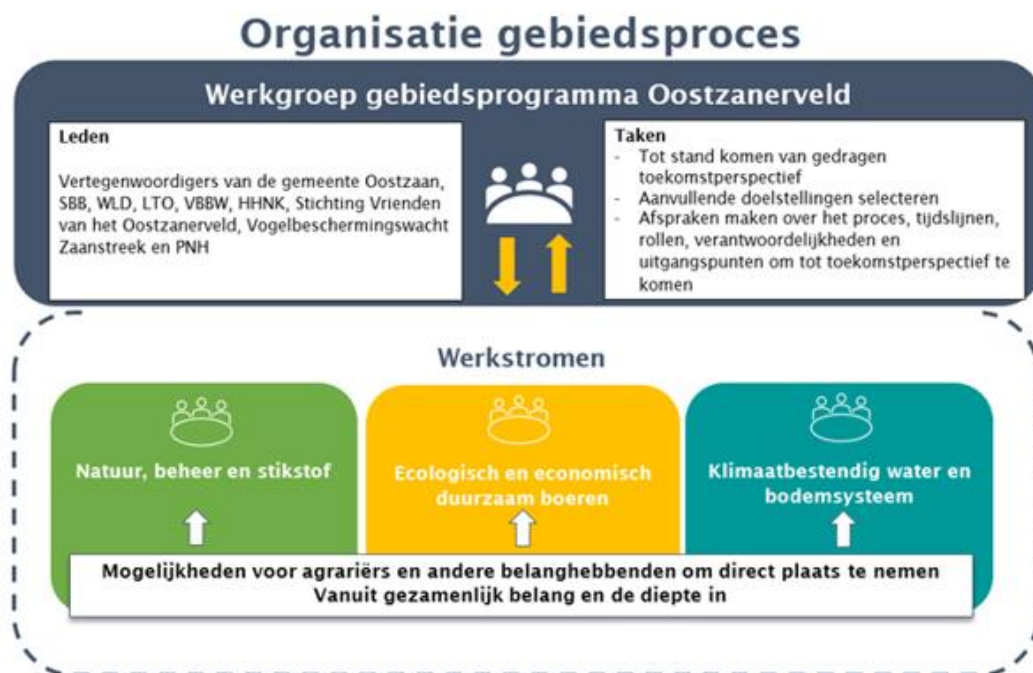 Organisatie gebiedsproces
Werkgroep gebiedsprogramma Oostzanerveld
Leden
Vertegenwoordigers van de gemeente Oostzaan,
SBB, WLD, LTO, VBBW, HHNK, Stichting Vrienden
van het Oostzanerveld, Vogelbeschermingswacht
Zaanstreek en PNH
Taken
- Tot stand komen van gedragen
toekomstperspectief
- Aanvullende doelstellingen selecteren
- Afspraken maken over het proces, tijdslijnen,
rollen, verantwoordelijkheden en
uitgangspunten om tot toekomstperspectief te
komen
Werkstromen
Natuur, beheer en stikstof
Ecologisch en economisch
duurzaam boeren
Klimaatbestendig water en
bodemsysteem
Mogelijkheden voor agrariërs en andere belanghebbenden om direct plaats te nemen
Vanuit gezamenlijk belang en de diepte in